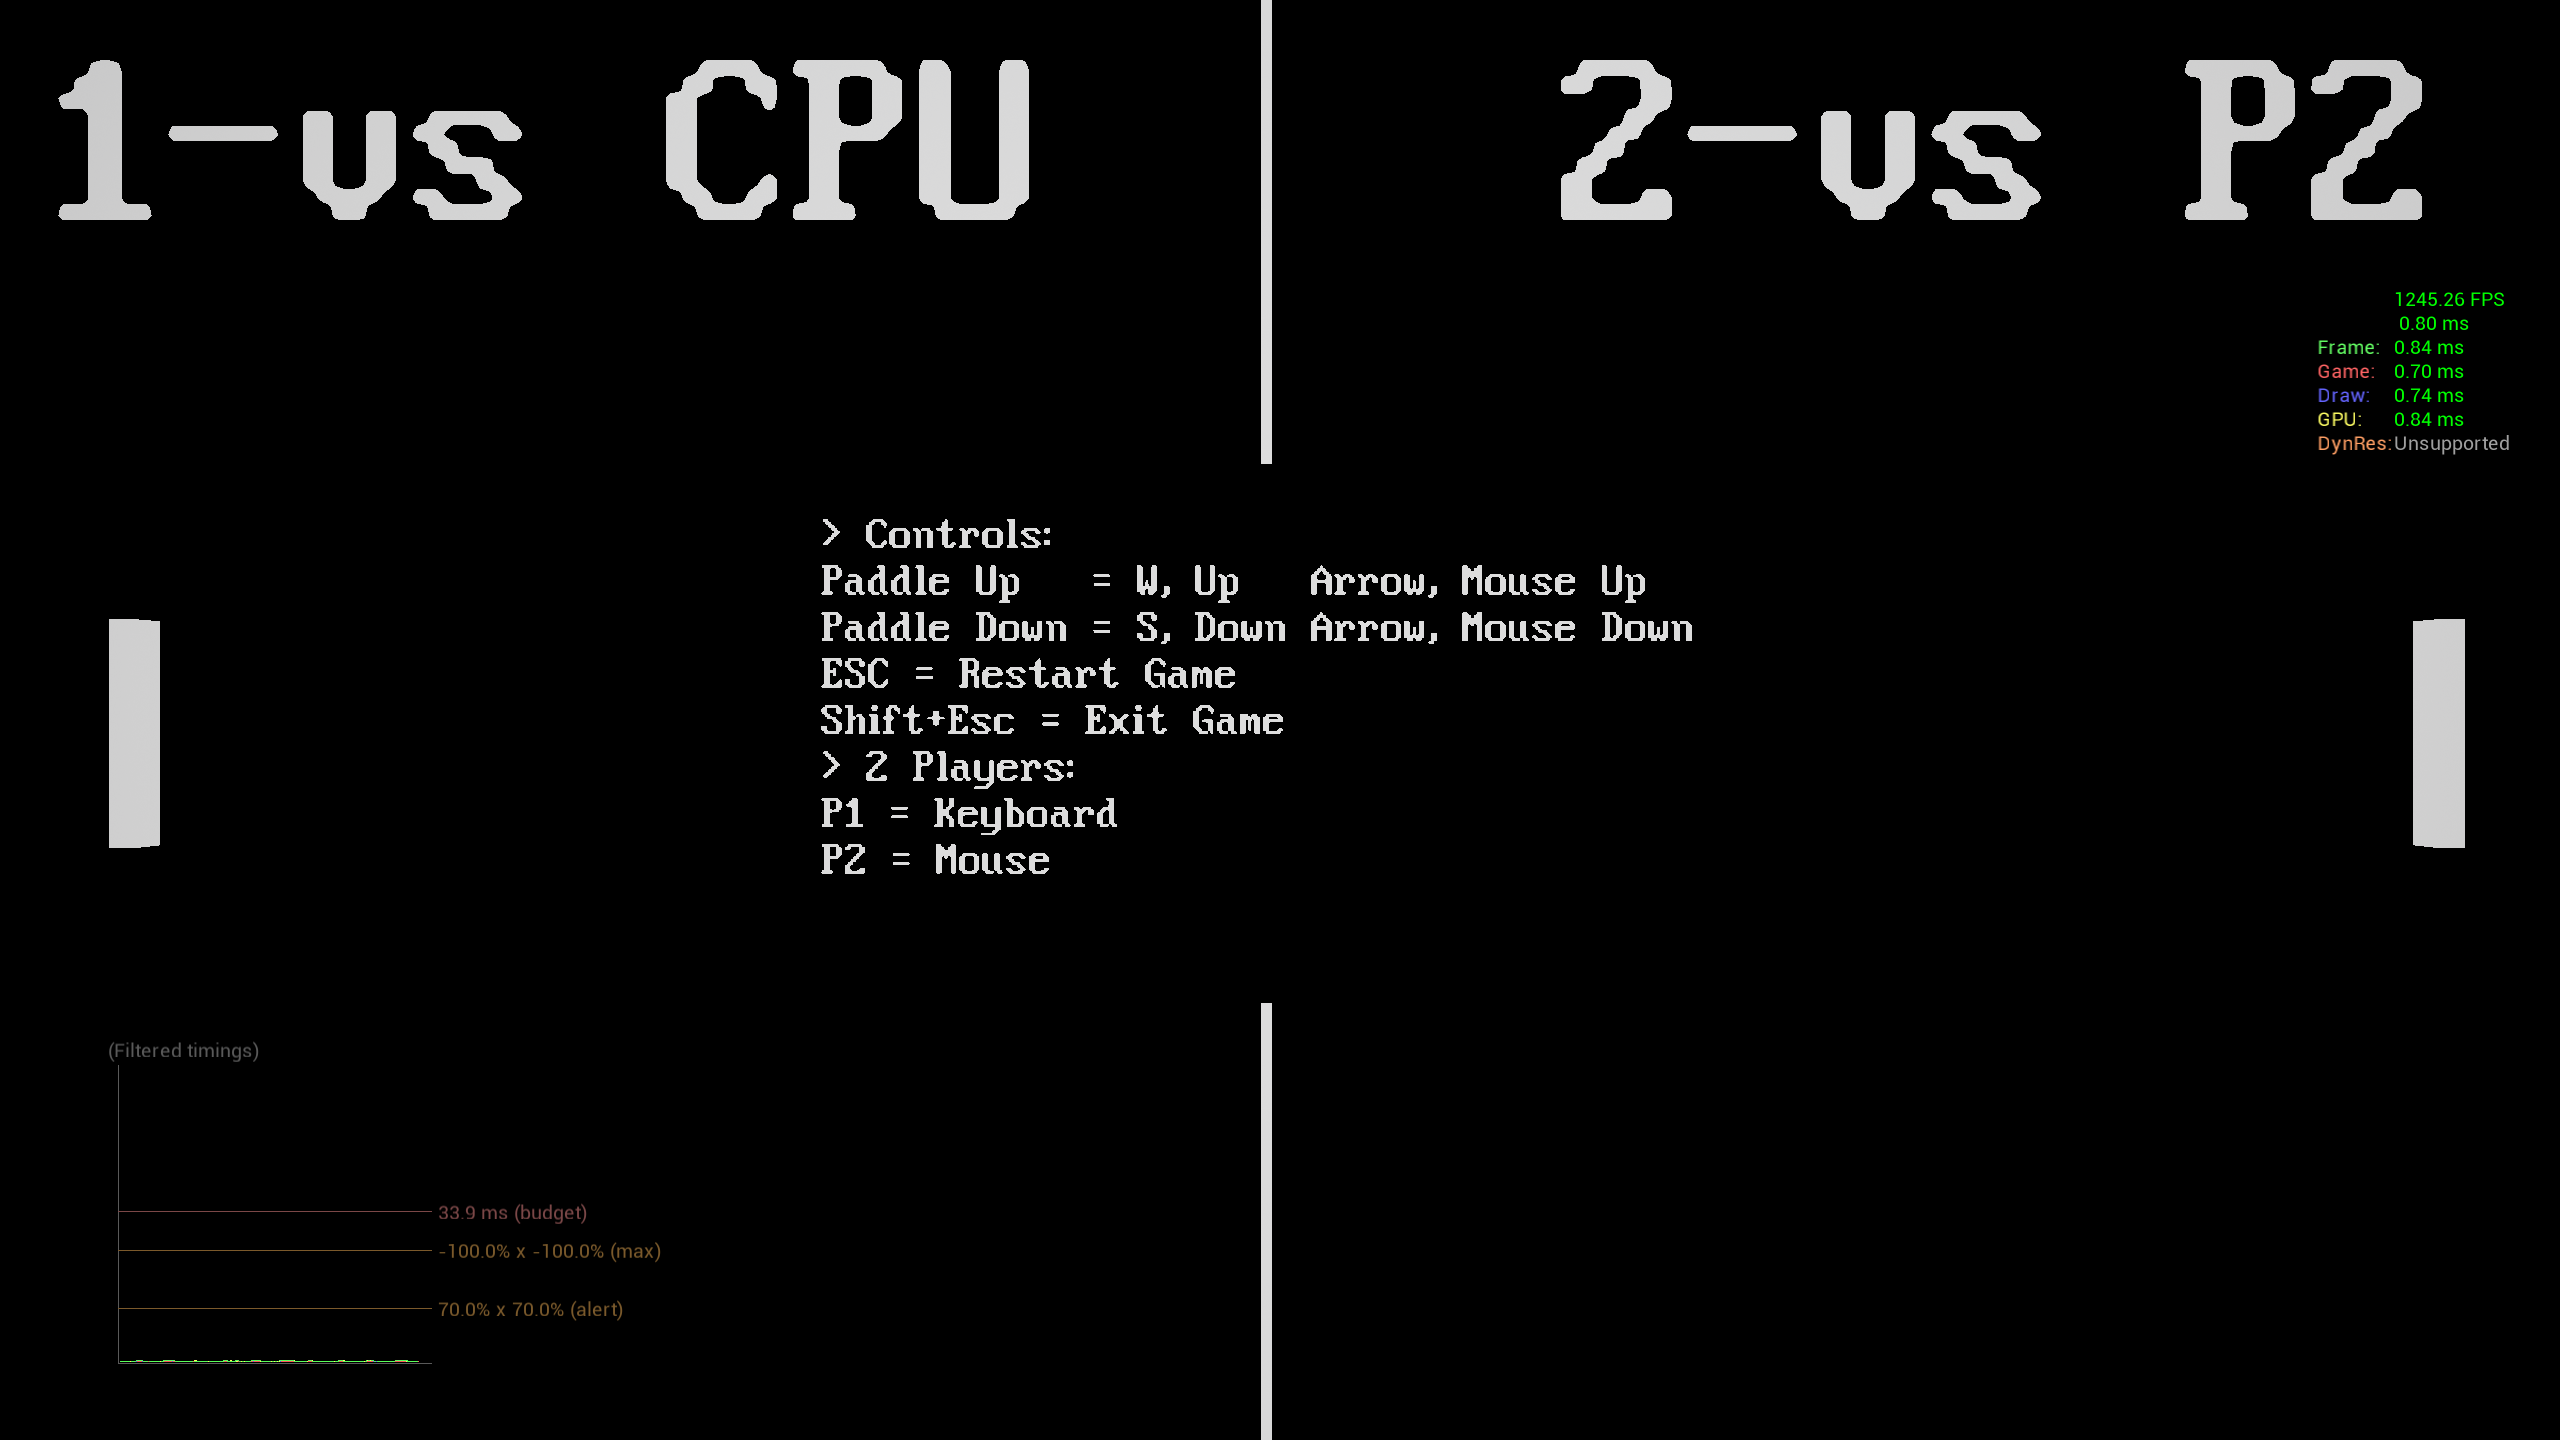 1-vs CPU
2-vs P2
1245.26 FPS
0.80 ms
Frame: 0.84 ms
Game: 0.70 ms
Draw: 0.74 ms
GPU: 0.84 ms
DynRes: Unsupported
> Controls:
Paddle Up = W, Up Arrow, Mouse Up
Paddle Down = S, Down Arrow, Mouse Down
ESC = Restart Game
Shift+Esc = Exit Game
> 2 Players:
P1 = Keyboard
P2 = Mouse
(Filtered timings)
33.9 ms (budget)
-100.0% x -100.0% (max)
70.0% x 70.0% (alert)